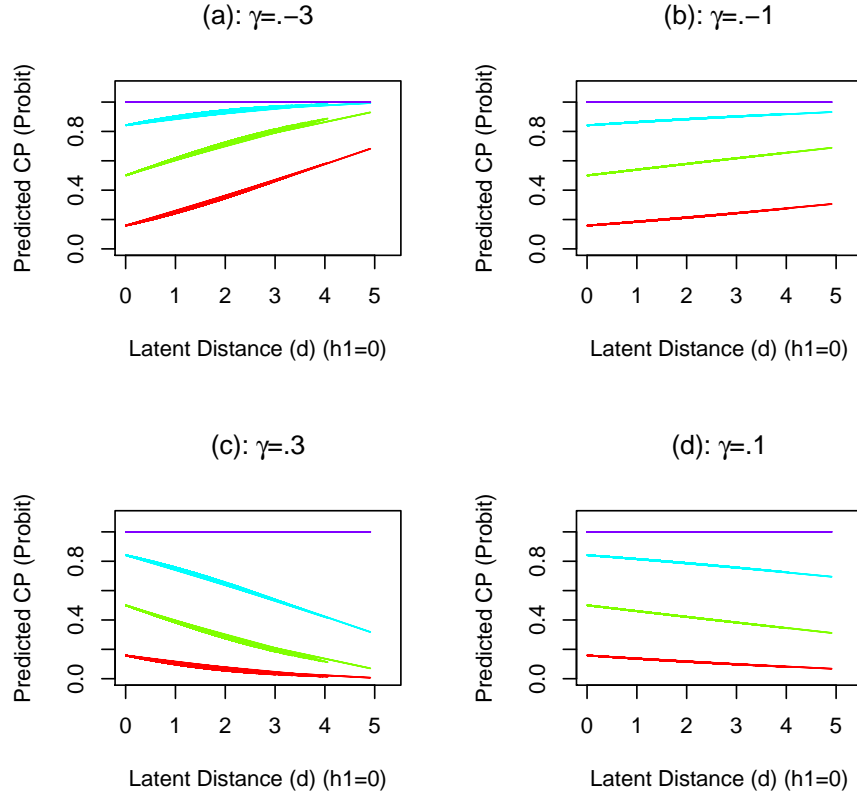 (a): γ=.−3
Predicted CP (Probit)
0.0 0.4 0.8
0 1 2 3 4 5
Latent Distance (d) (h1=0)
(b): γ=.−1
Predicted CP (Probit)
0.0 0.4 0.8
0 1 2 3 4 5
Latent Distance (d) (h1=0)
(c): γ=.3
Predicted CP (Probit)
0.0 0.4 0.8
0 1 2 3 4 5
Latent Distance (d) (h1=0)
(d): γ=.1
Predicted CP (Probit)
0.0 0.4 0.8
0 1 2 3 4 5
Latent Distance (d) (h1=0)